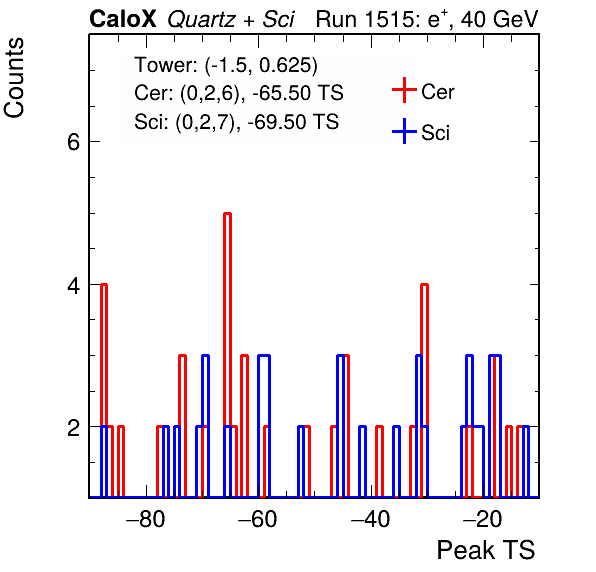 CaloX Quartz + Sci Run 1515: e⁺, 40 GeV
Counts
Tower: (-1.5, 0.625)
Cer: (0,2,6), -65.50 TS
Sci: (0,2,7), -69.50 TS
Cer
Sci
6
4
2
−80 −60 −40 −20
Peak TS